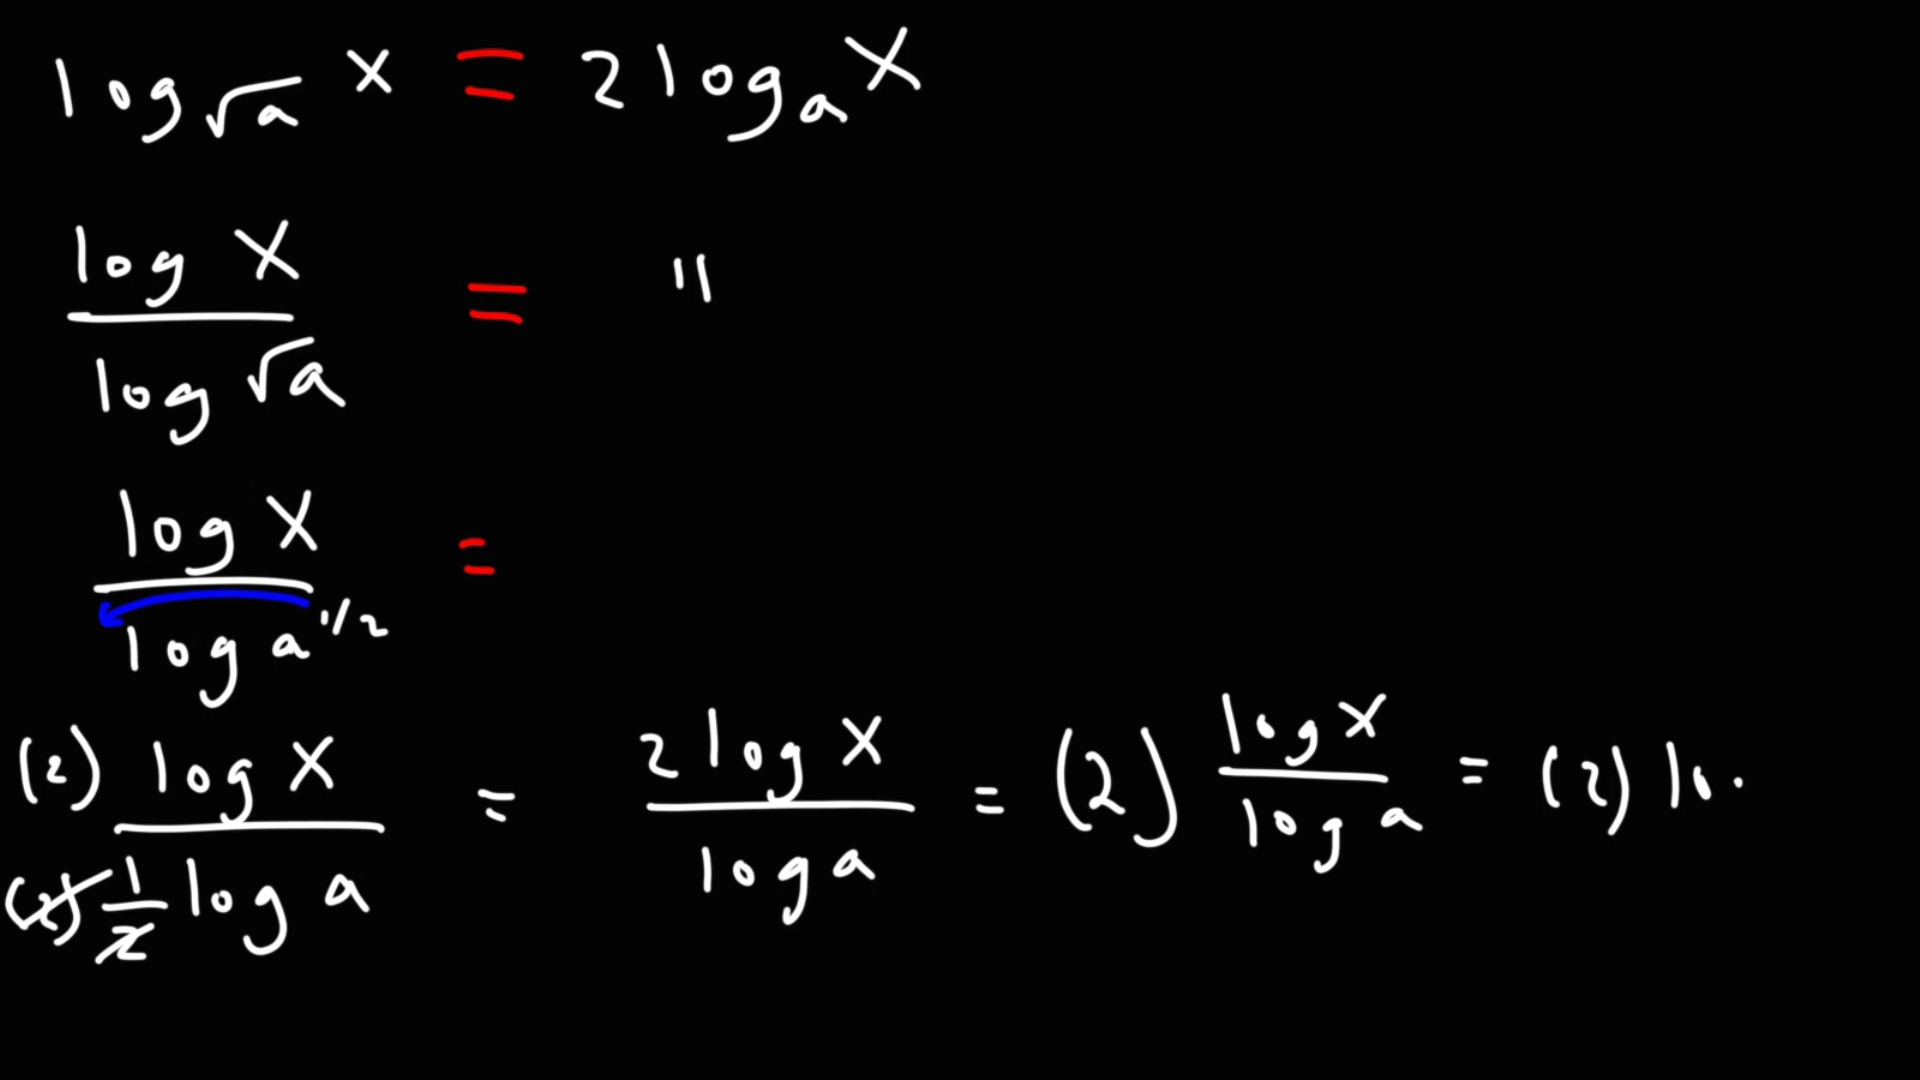 log_√a x = 2 log_a x
log x / log √a = "
log x / log a^1/2 =
(2) log x / (2) 1/2 log a = 2 log x / log a = (2) log x / log a = (2) lo